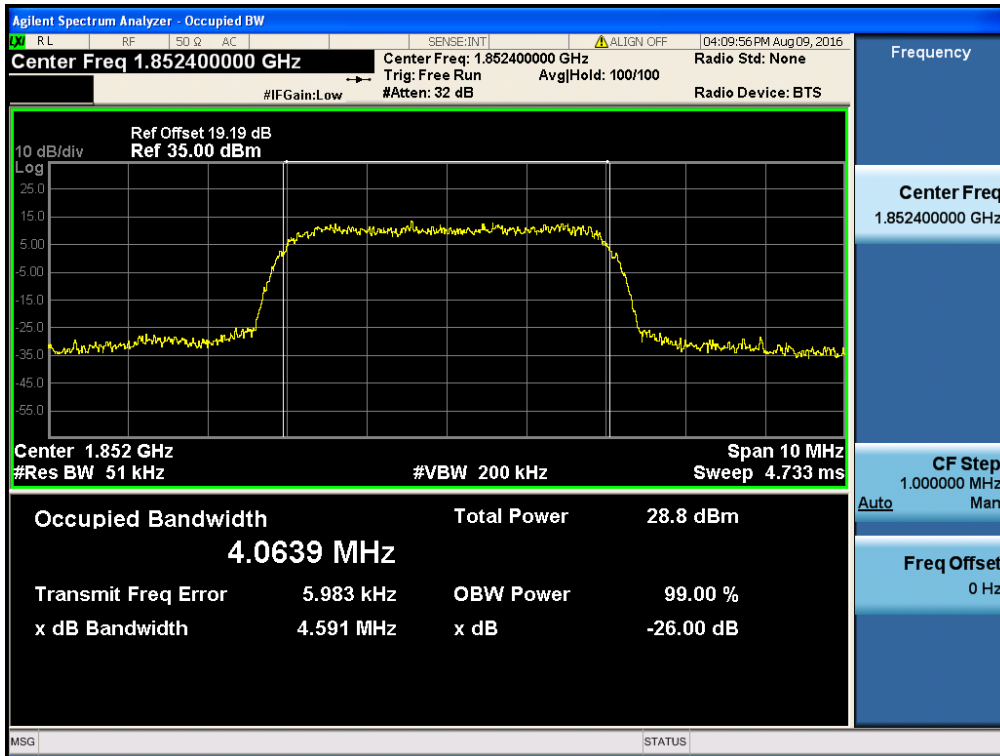 Agilent Spectrum Analyzer - Occupied BW
LXI RL RF 50 Ω AC SENSE:INT ALIGN OFF 04:09:56 PM Aug 09, 2016
Center Freq 1.852400000 GHz
Center Freq: 1.852400000 GHz
Radio Std: None
Trig: Free Run Avg|Hold: 100/100
#IFGain:Low
#Atten: 32 dB
Radio Device: BTS
Ref Offset 19.19 dB
10 dB/div Ref 35.00 dBm
Log
25.0
15.0
5.00
-5.00
-15.0
-25.0
-35.0
-45.0
-55.0
Center 1.852 GHz Span 10 MHz
#Res BW 51 kHz #VBW 200 kHz Sweep 4.733 ms
Occupied Bandwidth Total Power 28.8 dBm
4.0639 MHz
Transmit Freq Error 5.983 kHz OBW Power 99.00 %
x dB Bandwidth 4.591 MHz x dB -26.00 dB
Frequency
Center Freq
1.852400000 GHz
CF Step
1.000000 MHz
Auto Man
Freq Offset
0 Hz
MSG STATUS